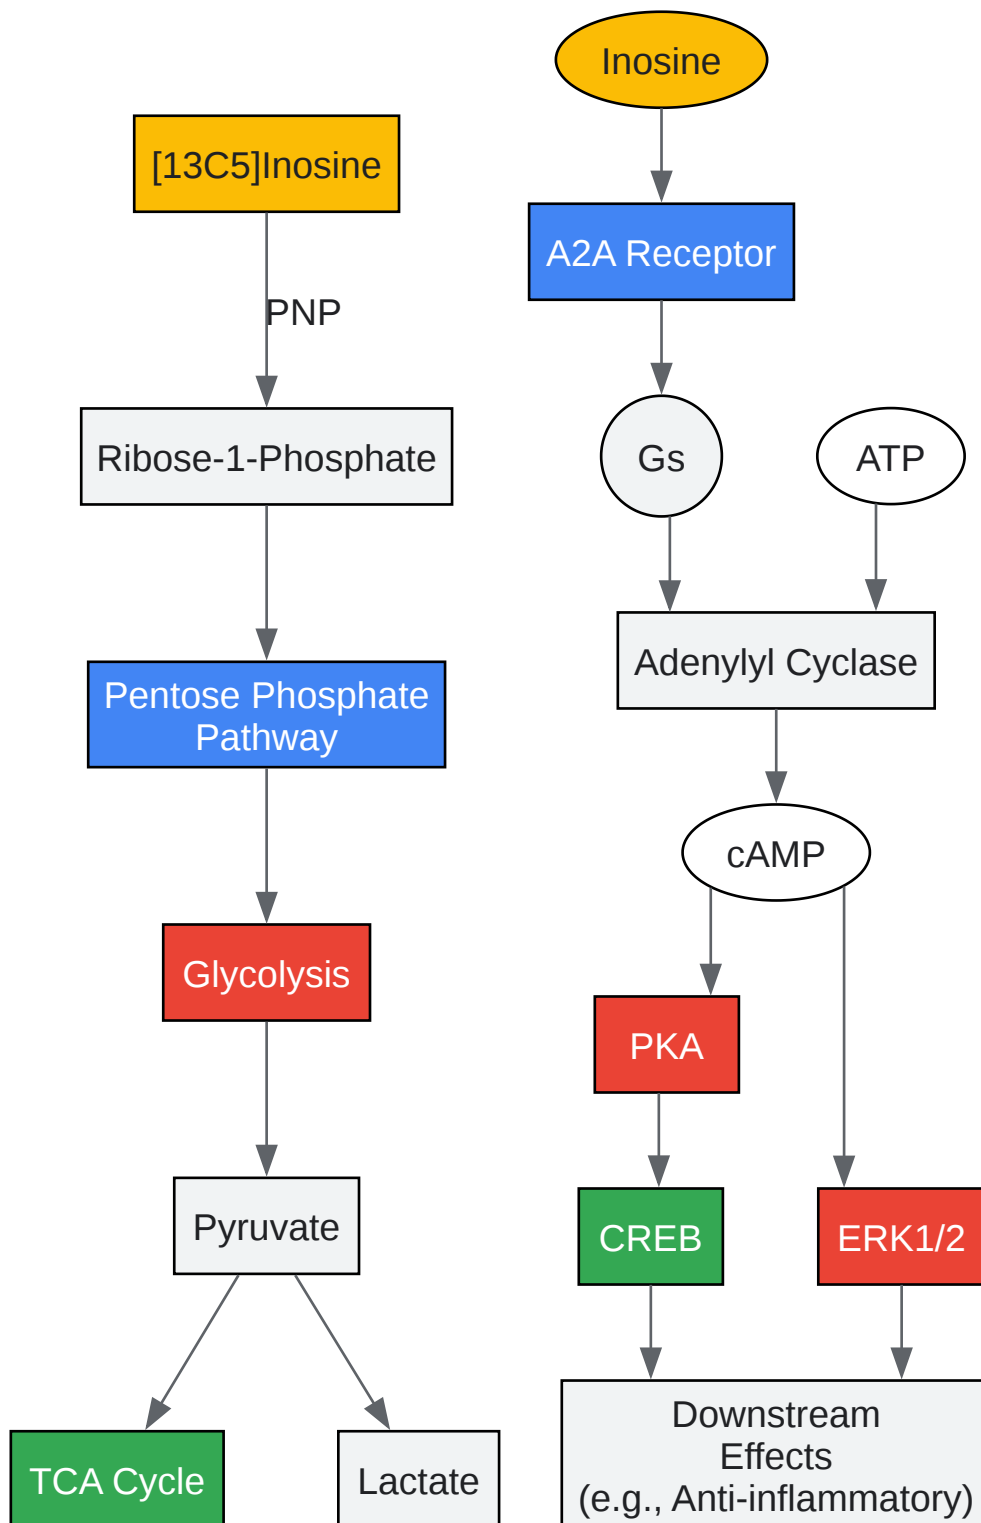 [13C5]Inosine
PNP
Ribose-1-Phosphate
Pentose Phosphate
Pathway
Glycolysis
Pyruvate
TCA Cycle
Lactate
Inosine
A2A Receptor
Gs
ATP
Adenylyl Cyclase
cAMP
PKA
CREB
ERK1/2
Downstream
Effects
(e.g., Anti-inflammatory)